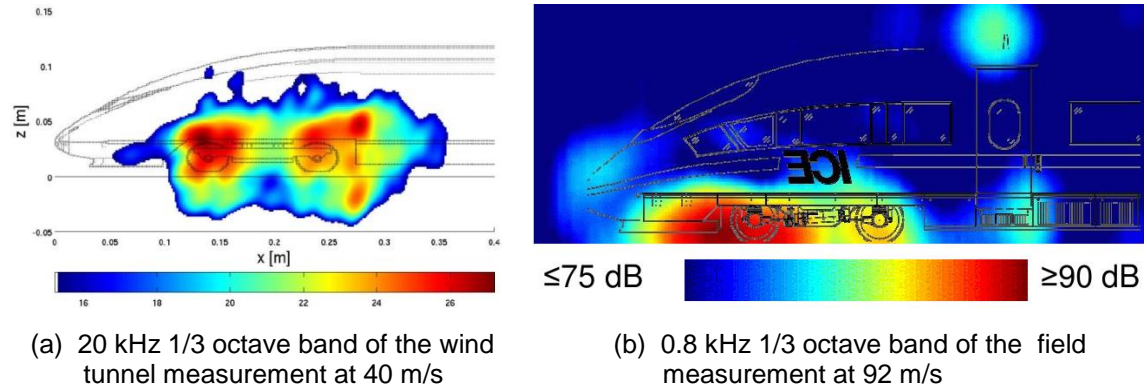 0.15
0.1
0.05
0
-0.05
z [m]
0 0.05 0.1 0.15 0.2 0.25 0.3 0.35 0.4
x [m]
16 18 20 22 24 26
ICE
≤75 dB ≥90 dB
(a) 20 kHz 1/3 octave band of the wind
tunnel measurement at 40 m/s
(b) 0.8 kHz 1/3 octave band of the field
measurement at 92 m/s